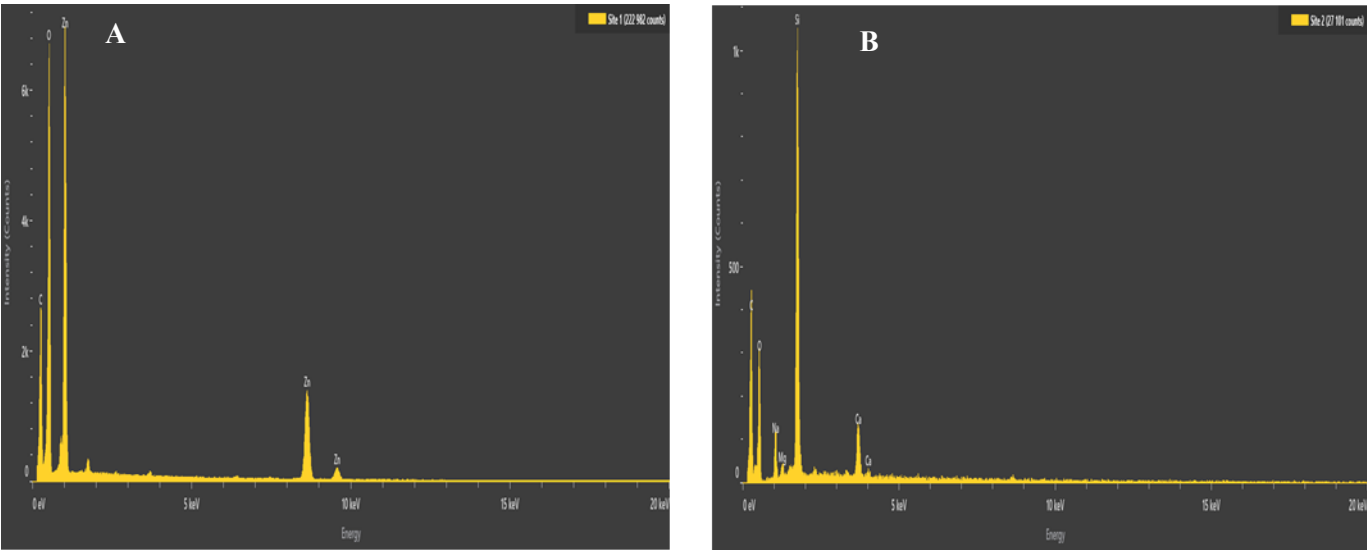 A
Site 1 (222 982 counts)
Zn
O
6k
Intensity (Counts)
4k
C
2k
Zn
Zn
0
0 eV
5 keV
10 keV
15 keV
20 keV
Energy
B
Site 2 (27 101 counts)
Si
1k
Intensity (Counts)
500
C
O
Ca
Na
Mg
Ca
0
0 eV
5 keV
10 keV
15 keV
20 keV
Energy